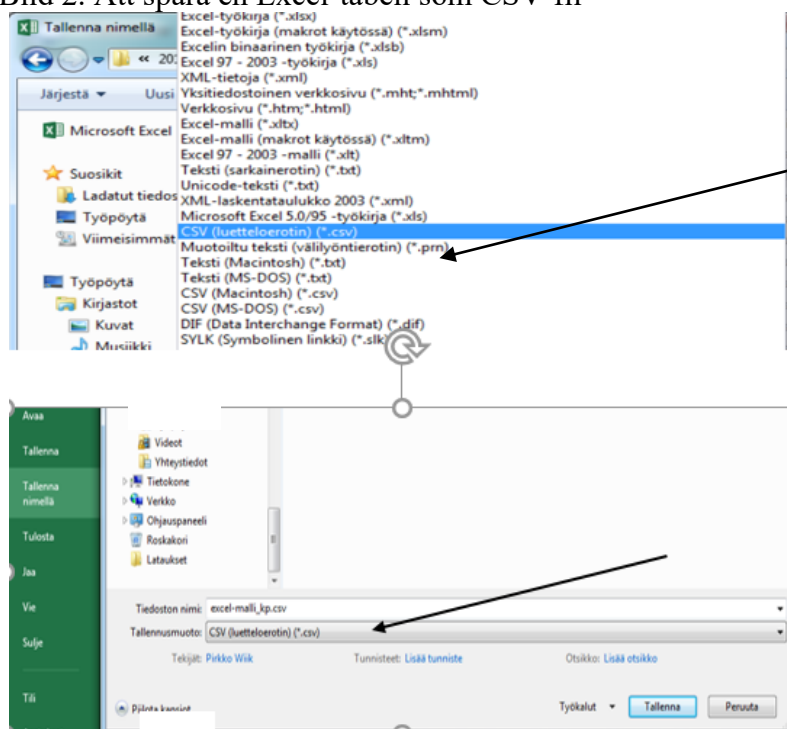 Bild 2. Att spara en Excel-tabell som CSV-fil
Tallenna nimellä
« 20
Järjestä
Uusi
Microsoft Excel
Suosikit
Ladatut tiedos
Työpöytä
Viimeisimmät
Työpöytä
Kirjastot
Kuvat
Musiikki
Excel-työkirja (*.xlsx)
Excel-työkirja (makrot käytössä) (*.xlsm)
Excelin binaarinen työkirja (*.xlsb)
Excel 97 - 2003 -työkirja (*.xls)
XML-tietoja (*.xml)
Yksitiedostoinen verkkosivu (*.mht;*.mhtml)
Verkkosivu (*.htm;*.html)
Excel-malli (*.xltx)
Excel-malli (makrot käytössä) (*.xltm)
Excel 97 - 2003 -malli (*.xlt)
Teksti (sarkainerotin) (*.txt)
Unicode-teksti (*.txt)
XML-laskentataulukko 2003 (*.xml)
Microsoft Excel 5.0/95 -työkirja (*.xls)
CSV (luetteloerotin) (*.csv)
Muotoiltu teksti (välilyöntierotin) (*.prn)
Teksti (Macintosh) (*.txt)
Teksti (MS-DOS) (*.txt)
CSV (Macintosh) (*.csv)
CSV (MS-DOS) (*.csv)
DIF (Data Interchange Format) (*.dif)
SYLK (Symbolinen linkki) (*.slk)
Avaa
Tallenna
Tallenna
nimellä
Tulosta
Jaa
Vie
Sulje
Tili
Videot
Yhteystiedot
Tietokone
Verkko
Ohjauspaneeli
Roskakori
Lataukset
Tiedoston nimi: excel-malli_kp.csv
Tallennusmuoto: CSV (luetteloerotin) (*.csv)
Tekijät: Pirkko Wiik Tunnisteet: Lisää tunniste Otsikko: Lisää otsikko
Piilota kansiot Työkalut Tallenna Peruuta